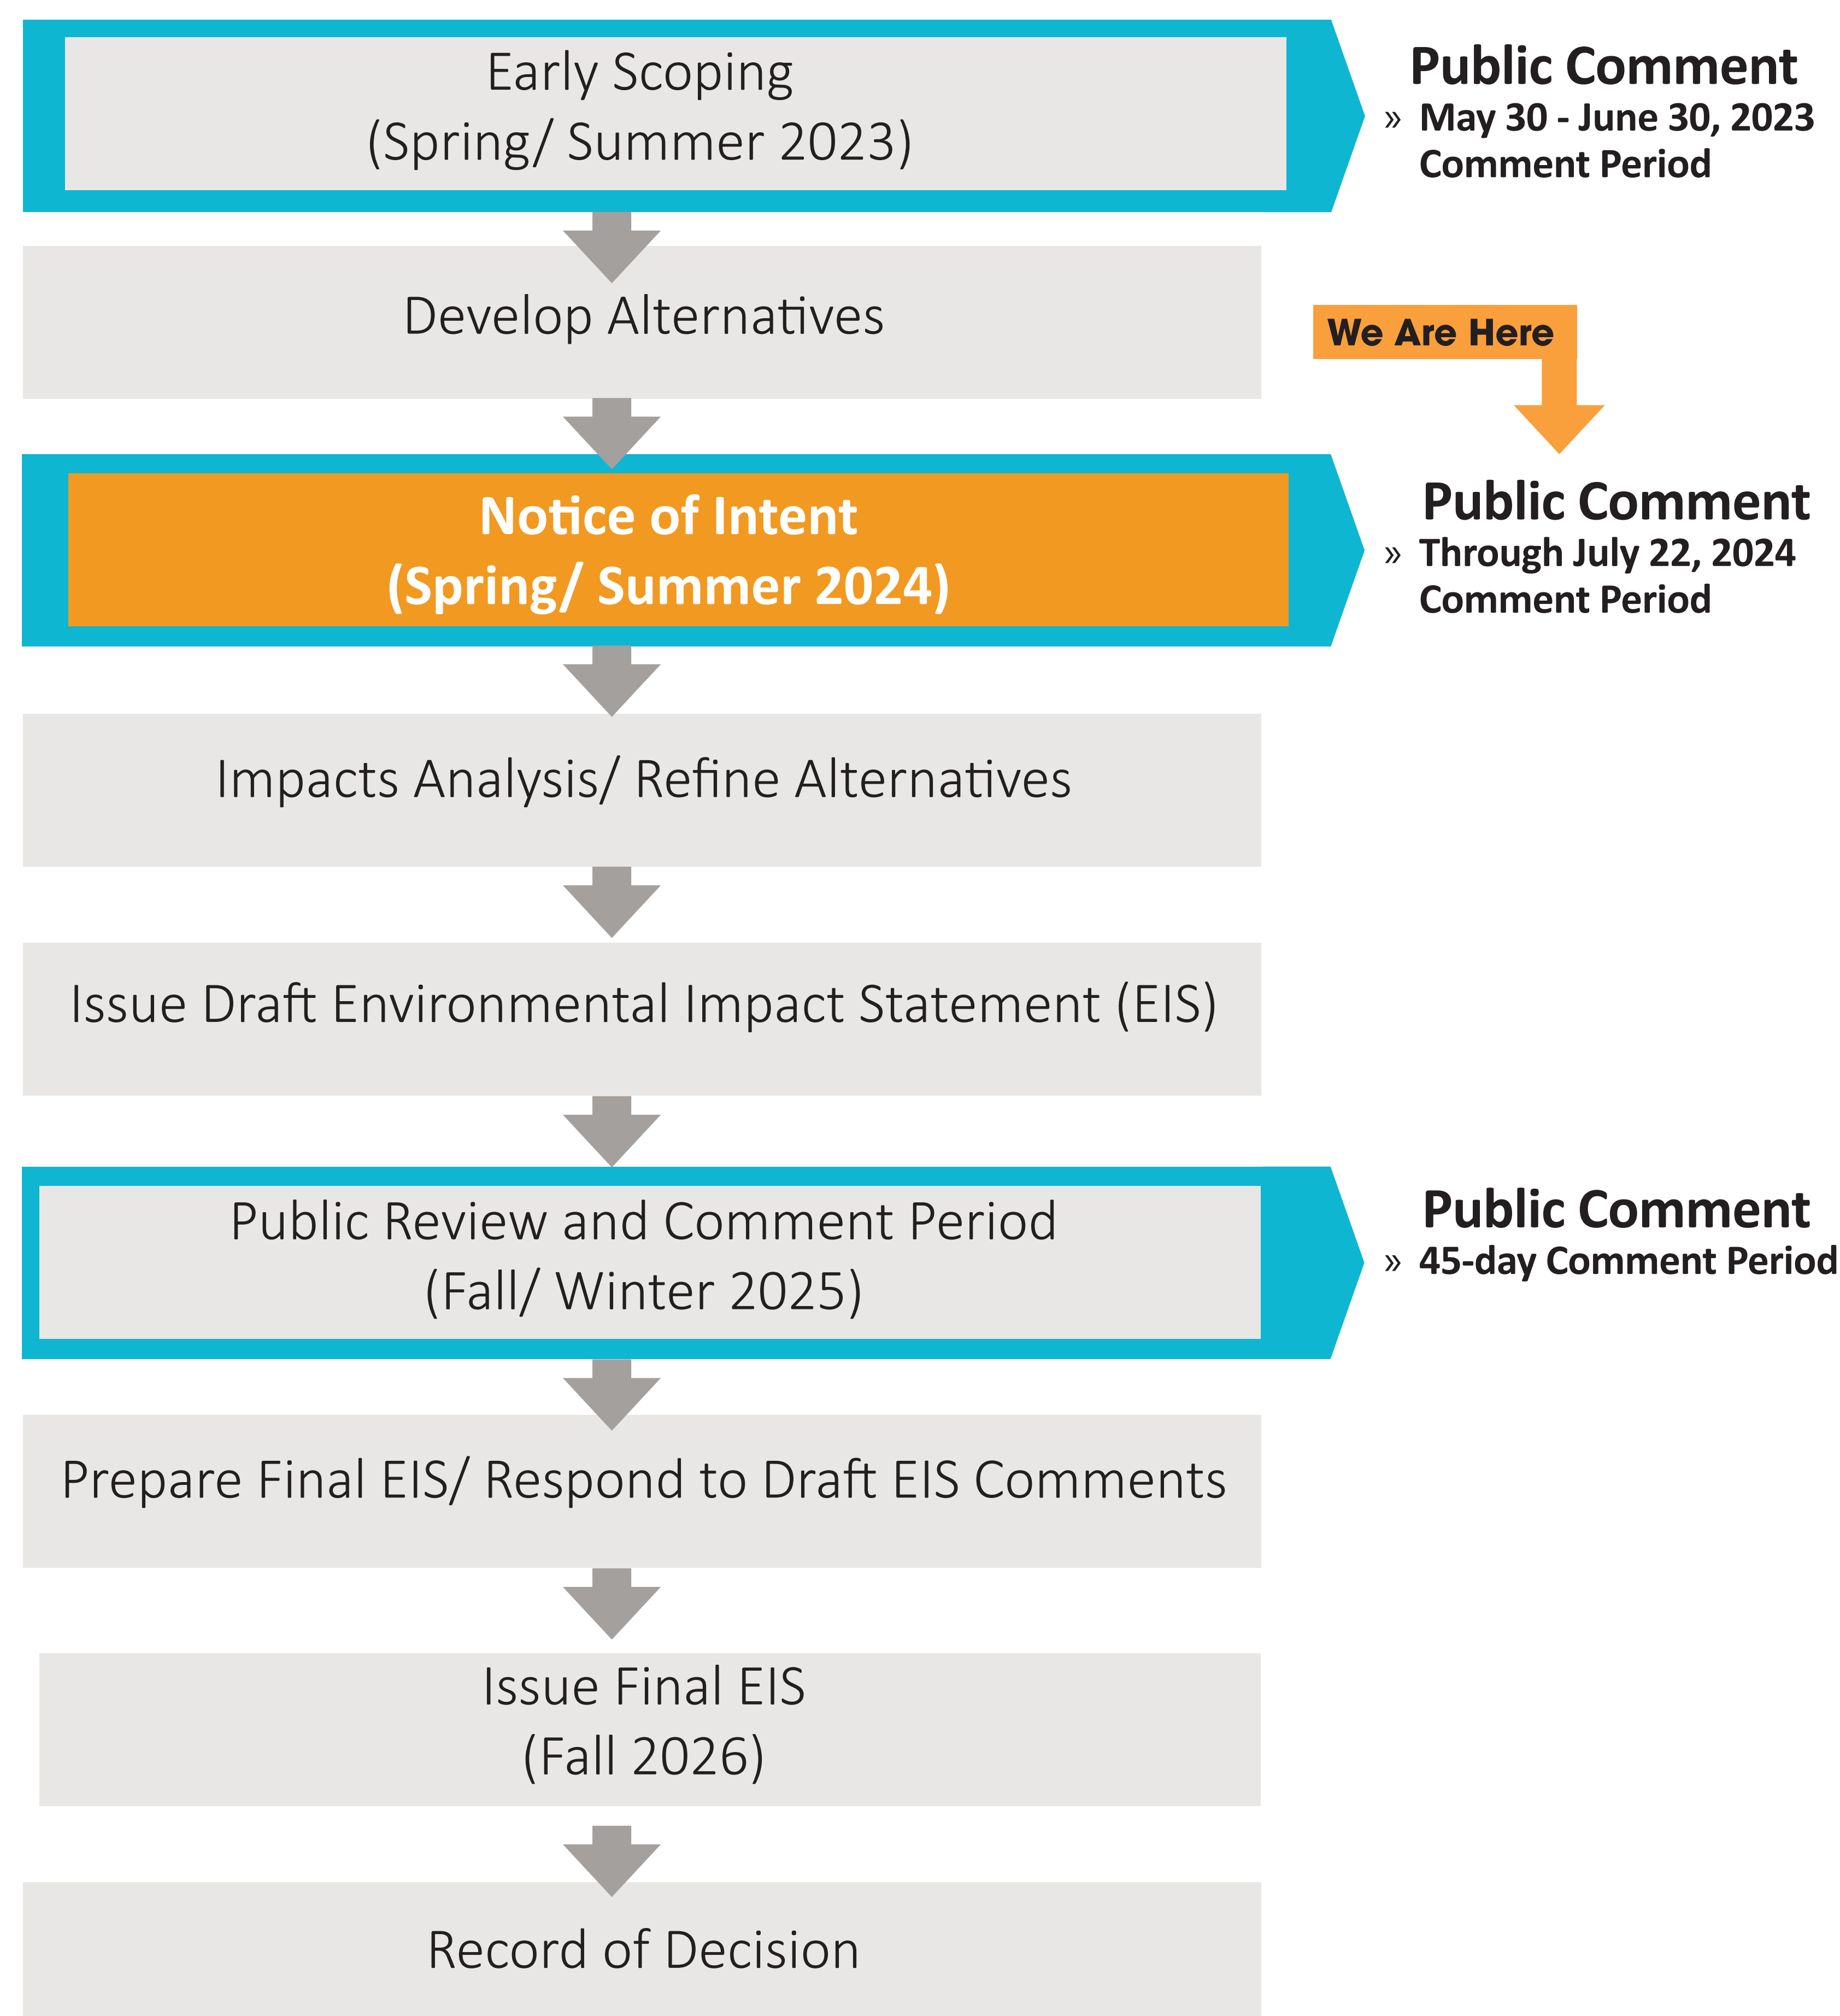 Early Scoping
(Spring/ Summer 2023)
Public Comment
» May 30 - June 30, 2023
Comment Period
Develop Alternatives
We Are Here
Notice of Intent
(Spring/ Summer 2024)
Public Comment
» Through July 22, 2024
Comment Period
Impacts Analysis/ Refine Alternatives
Issue Draft Environmental Impact Statement (EIS)
Public Review and Comment Period
(Fall/ Winter 2025)
Public Comment
» 45-day Comment Period
Prepare Final EIS/ Respond to Draft EIS Comments
Issue Final EIS
(Fall 2026)
Record of Decision